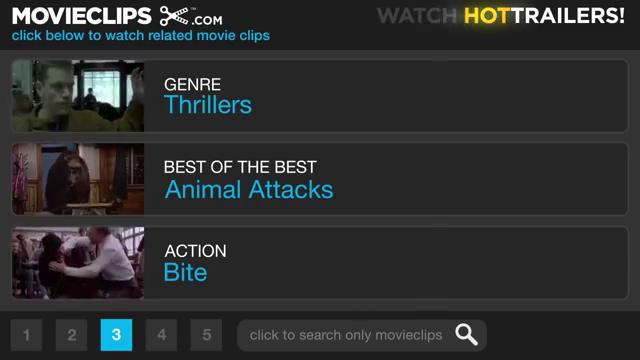 MOVIECLIPS .COM™
WATCH HOTTRAILERS!
click below to watch related movie clips
GENRE
Thrillers
BEST OF THE BEST
Animal Attacks
ACTION
Bite
1 2 3 4 5
click to search only movieclips